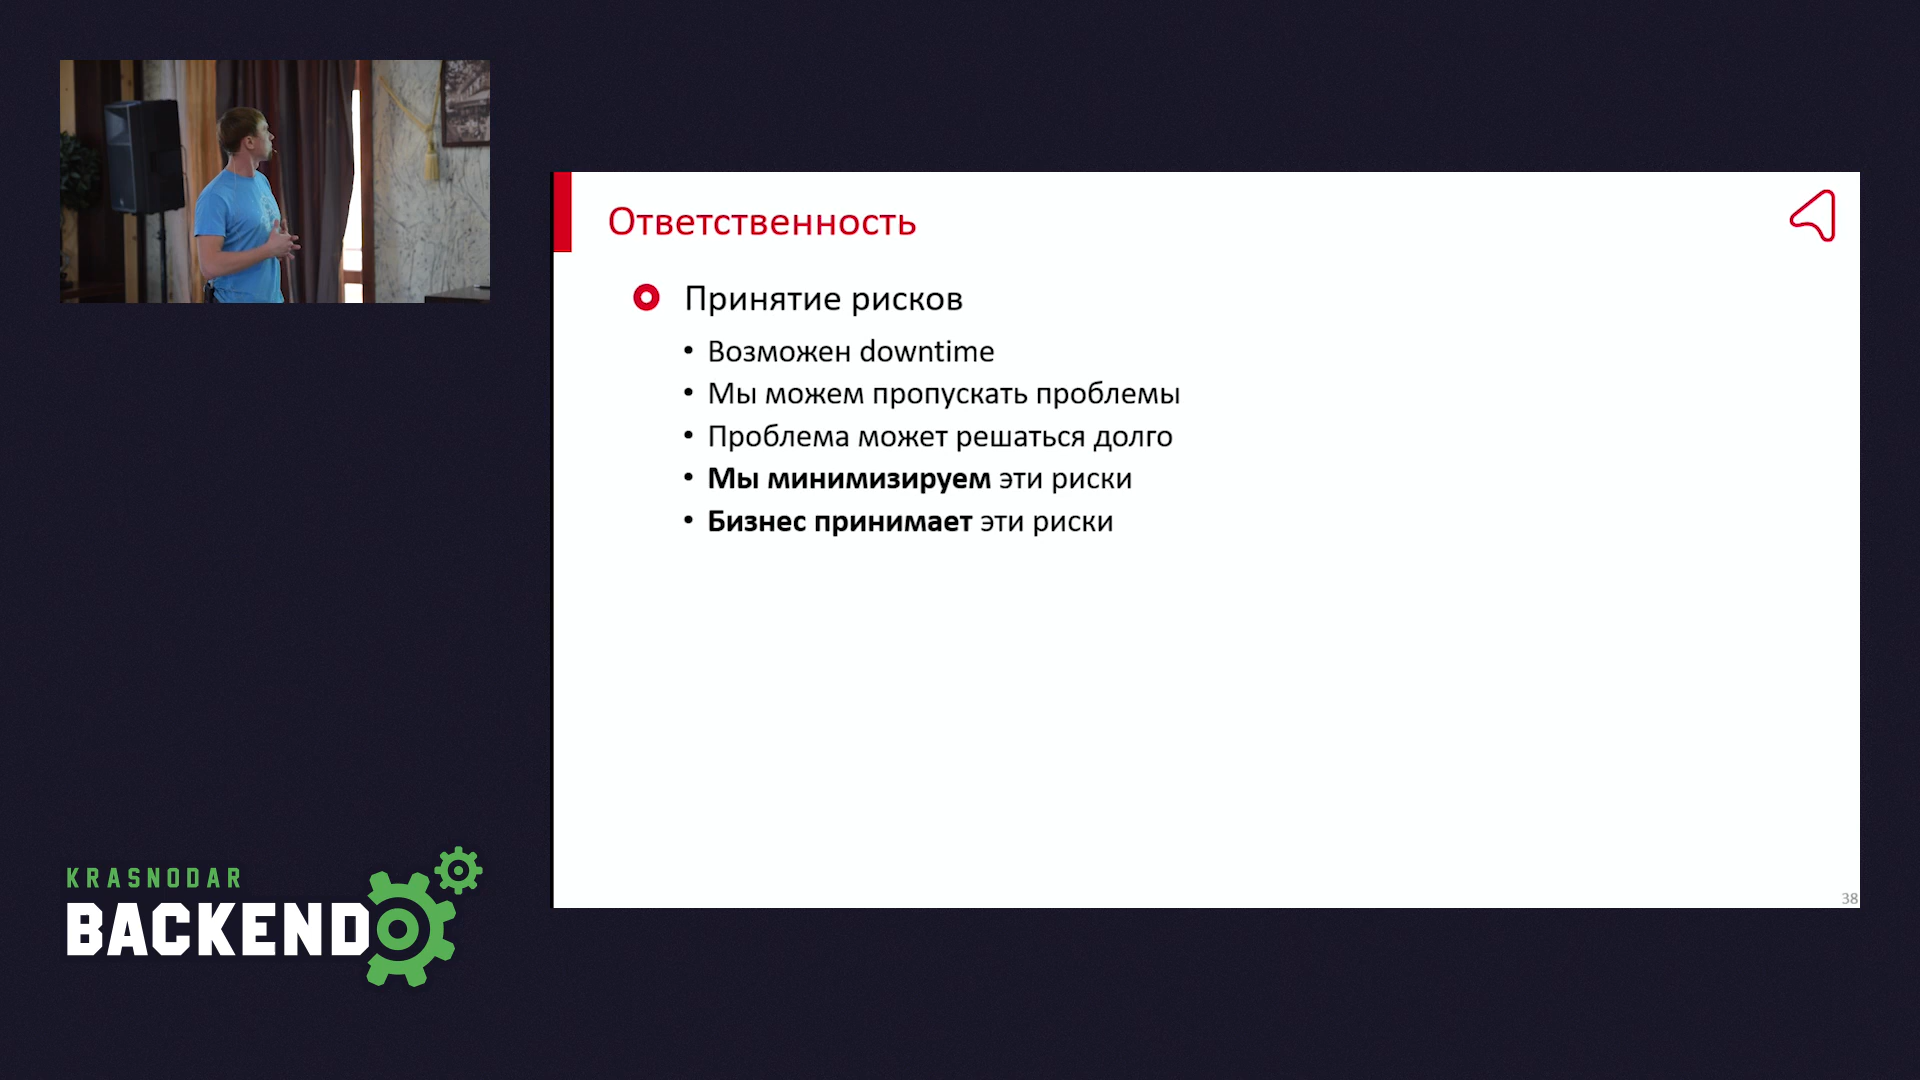 Ответственность
Принятие рисков
• Возможен downtime
• Мы можем пропускать проблемы
• Проблема может решаться долго
• Мы минимизируем эти риски
• Бизнес принимает эти риски
38
KRASNODAR
BACKEND